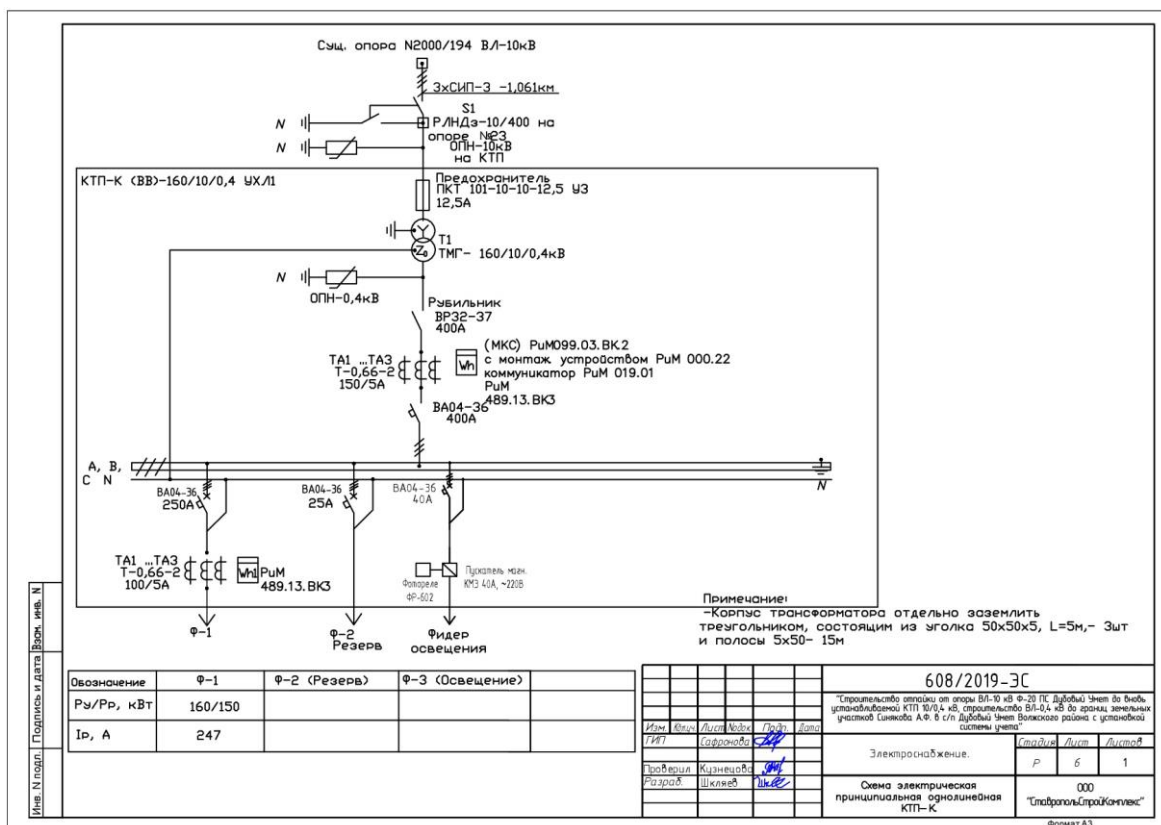 Сущ. опора N2000/194 ВЛ-10кВ
3хСИП-3 -1,061км
S1
РЛНДз-10/400 на
опоре №23
N
ОПН-10кВ
на КТП
N
КТП-К (ВВ)-160/10/0,4 УХЛ1
Предохранитель
ПКТ 101-10-10-12,5 У3
12,5А
Y
Z0
Т1
ТМГ- 160/10/0,4кВ
N
ОПН-0,4кВ
Рубильник
ВР32-37
400А
(МКС) РиМ099.03.ВК.2
с монтаж устройством РиМ 000.22
коммуникатор РиМ 019.01
РиМ
489.13.ВК3
Wh
ТА1 ...ТА3
Т-0,66-2
150/5А
ВА04-36
400А
А, В,
С N
N
ВА04-36
250А
ВА04-36
25А
ВА04-36
40А
ТА1 ...ТА3
Т-0,66-2
100/5А
Wh1
РиМ
489.13.ВК3
Фотореле
ФР-602
Пускатель магн.
КМЭ 40А, ~220В
Ф-1
Ф-2
Резерв
Фидер
освещения
Примечание:
-Корпус трансформатора отдельно заземлить
треугольником, состоящим из уголка 50х50х5, L=5м,- 3шт
и полосы 5х50- 15м
Обозначение Ф-1 Ф-2 (Резерв) Ф-3 (Освещение)
Ру/Рр, кВт 160/150
Iр, А 247
608/2019-ЭС
"Строительство отпайки от опоры ВЛ-10 кВ Ф-20 ПС Дубовый Умет до вновь
устанавливаемой КТП 10/0,4 кВ, строительство ВЛ-0,4 кВ до границ земельных
участков Синякова А.Ф. в с/п Дубовый Умет Волжского района с установкой
системы учета"
Изм. Кол.уч. Лист №док. Подп. Дата
ГИП Сафронова
Проверил Кузнецова
Разраб. Шкляев
Электроснабжение.
Стадия Лист Листов
Р 6 1
Схема электрическая
принципиальная однолинейная
КТП-К
ООО
"СтавропольСтройКомплекс"
Формат А3
Взам. инв. N
Подпись и дата
Инв. N подл.